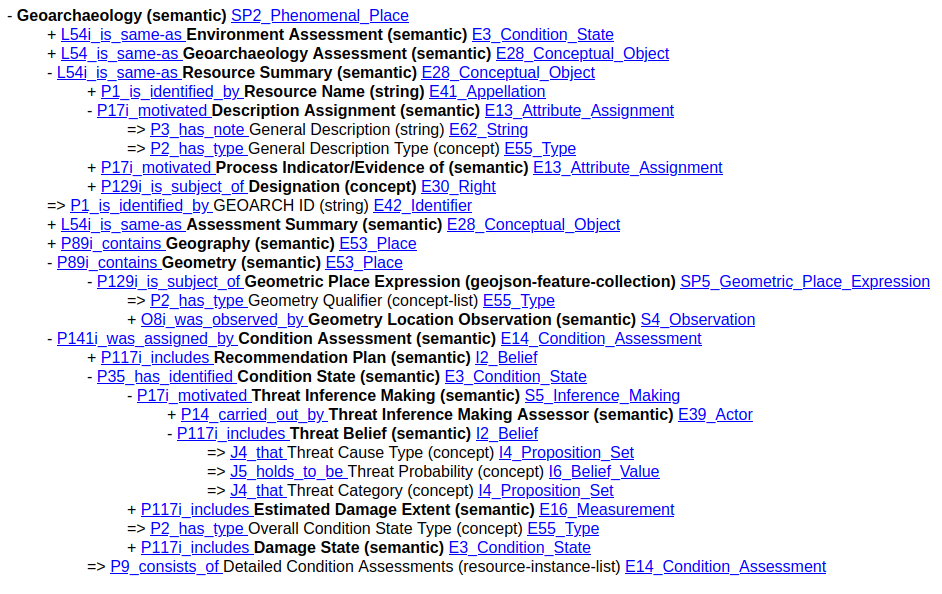 - Geoarchaeology (semantic) SP2_Phenomenal_Place
+ L54i_is_same-as Environment Assessment (semantic) E3_Condition_State
+ L54_is_same-as Geoarchaeology Assessment (semantic) E28_Conceptual_Object
- L54i_is_same-as Resource Summary (semantic) E28_Conceptual_Object
+ P1_is_identified_by Resource Name (string) E41_Appellation
- P17i_motivated Description Assignment (semantic) E13_Attribute_Assignment
=> P3_has_note General Description (string) E62_String
=> P2_has_type General Description Type (concept) E55_Type
+ P17i_motivated Process Indicator/Evidence of (semantic) E13_Attribute_Assignment
+ P129i_is_subject_of Designation (concept) E30_Right
=> P1_is_identified_by GEOARCH ID (string) E42_Identifier
+ L54i_is_same-as Assessment Summary (semantic) E28_Conceptual_Object
+ P89i_contains Geography (semantic) E53_Place
- P89i_contains Geometry (semantic) E53_Place
- P129i_is_subject_of Geometric Place Expression (geojson-feature-collection) SP5_Geometric_Place_Expression
=> P2_has_type Geometry Qualifier (concept-list) E55_Type
+ O8i_was_observed_by Geometry Location Observation (semantic) S4_Observation
- P141i_was_assigned_by Condition Assessment (semantic) E14_Condition_Assessment
+ P117i_includes Recommendation Plan (semantic) I2_Belief
- P35_has_identified Condition State (semantic) E3_Condition_State
- P17i_motivated Threat Inference Making (semantic) S5_Inference_Making
+ P14_carried_out_by Threat Inference Making Assessor (semantic) E39_Actor
- P117i_includes Threat Belief (semantic) I2_Belief
=> J4_that Threat Cause Type (concept) I4_Proposition_Set
=> J5_holds_to_be Threat Probability (concept) I6_Belief_Value
=> J4_that Threat Category (concept) I4_Proposition_Set
+ P117i_includes Estimated Damage Extent (semantic) E16_Measurement
=> P2_has_type Overall Condition State Type (concept) E55_Type
+ P117i_includes Damage State (semantic) E3_Condition_State
=> P9_consists_of Detailed Condition Assessments (resource-instance-list) E14_Condition_Assessment